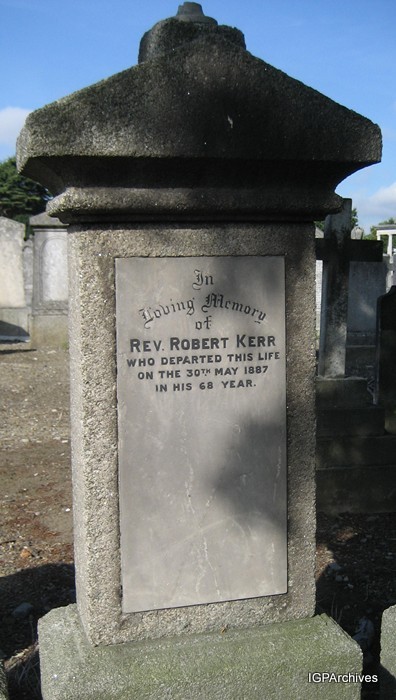 In
Loving Memory
of
REV. ROBERT KERR
WHO DEPARTED THIS LIFE
ON THE 30TH MAY 1887
IN HIS 68 YEAR.
IGPArchives